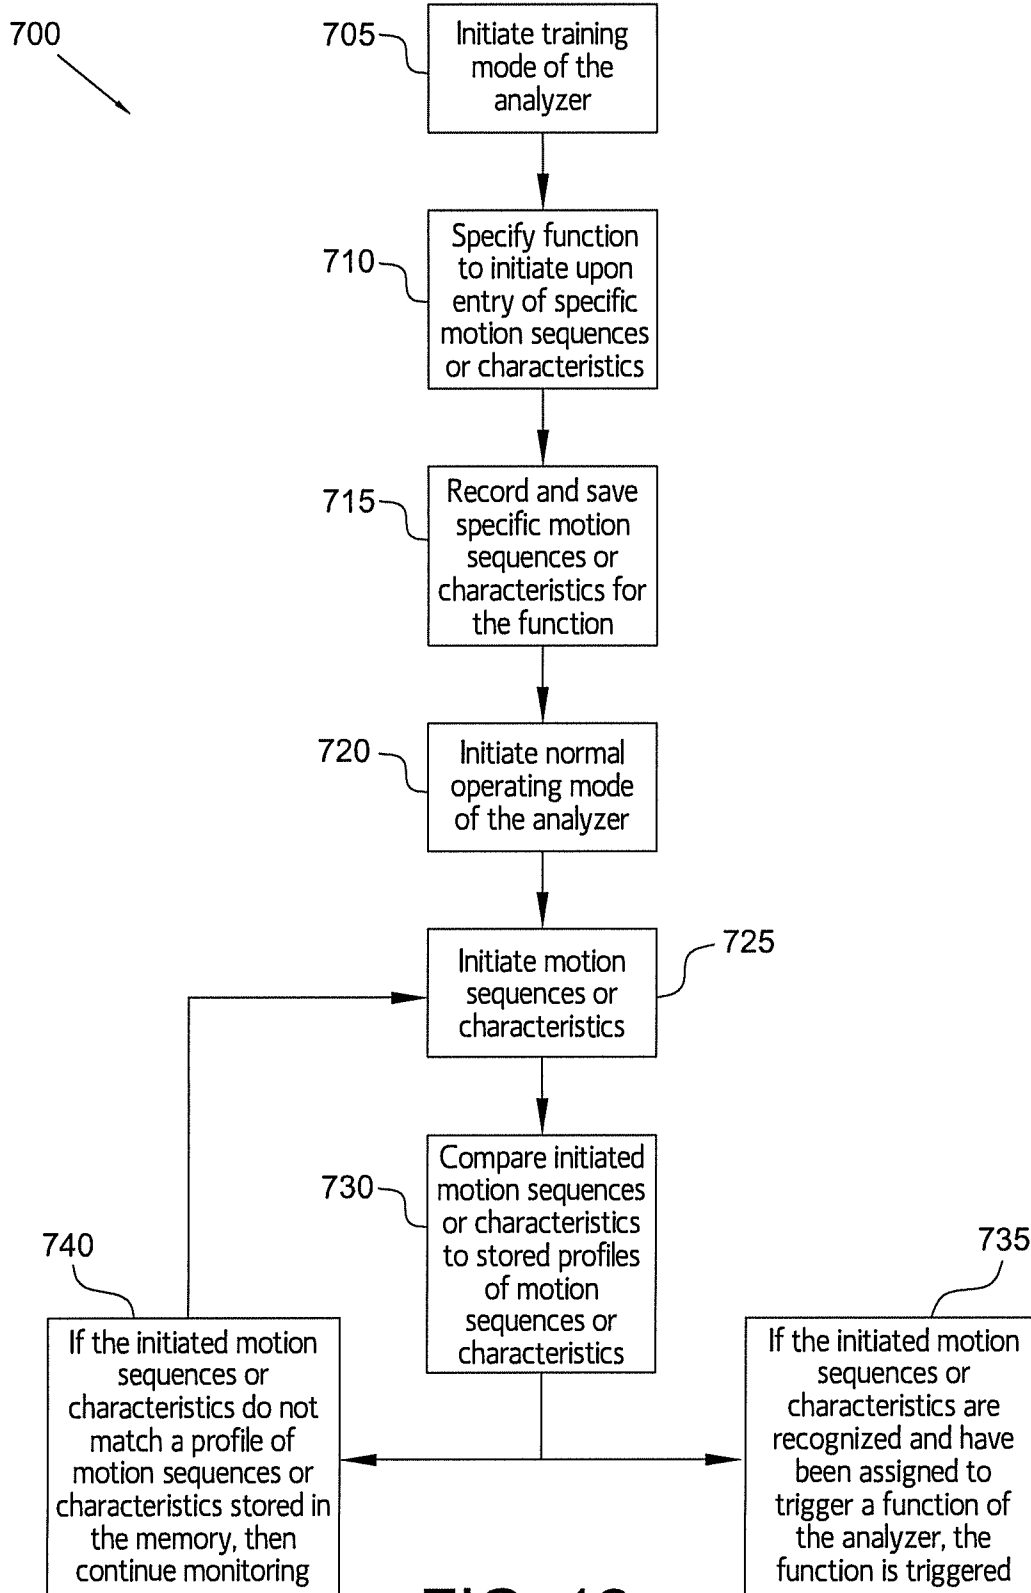 700
705
Initiate training
mode of the
analyzer
710
Specify function
to initiate upon
entry of specific
motion sequences
or characteristics
715
Record and save
specific motion
sequences or
characteristics for
the function
720
Initiate normal
operating mode
of the analyzer
725
Initiate motion
sequences or
characteristics
730
Compare initiated
motion sequences
or characteristics
to stored profiles
of motion
sequences or
characteristics
740
If the initiated motion
sequences or
characteristics do not
match a profile of
motion sequences or
characteristics stored in
the memory, then
continue monitoring
735
If the initiated motion
sequences or
characteristics are
recognized and have
been assigned to
trigger a function of
the analyzer, the
function is triggered